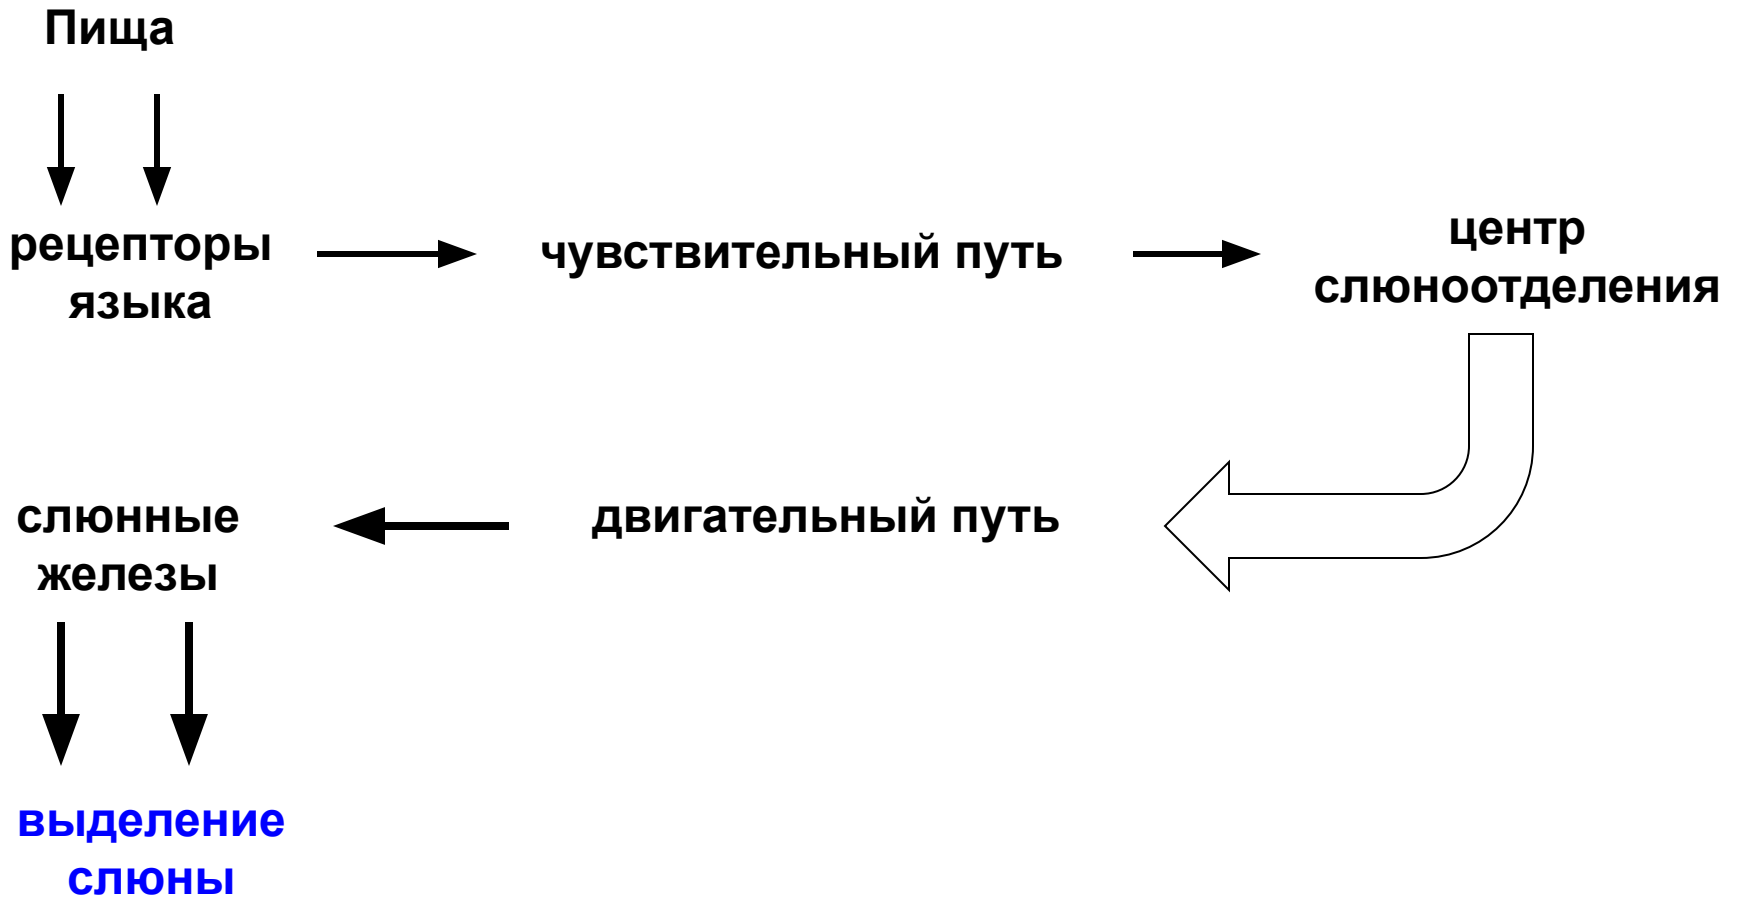 Пища
рецепторы
языка
чувствительный путь
центр
слюноотделения
слюнные
железы
двигательный путь
выделение
слюны